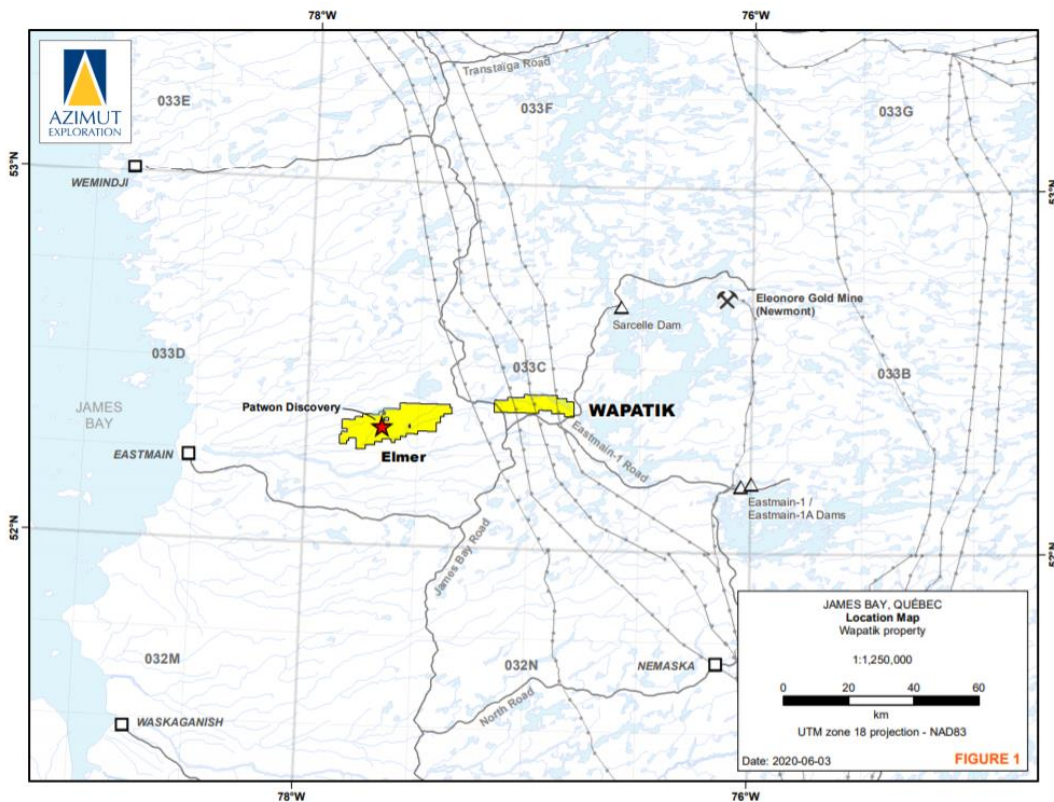 78°W
76°W
AZIMUT
EXPLORATION
033E
Transtaiga Road
033F
033G
53°N
53°N
WEMINDJI
Eleonore Gold Mine
(Newmont)
Sarcelle Dam
033D
033C
033B
JAMES
BAY
Patwon Discovery
WAPATIK
Elmer
EASTMAIN
Eastmain-1 Road
Eastmain-1 /
Eastmain-1A Dams
52°N
52°N
James Bay Road
032M
032N
NEMASKA
North Road
WASKAGANISH
JAMES BAY, QUÉBEC
Location Map
Wapatik property
1:1,250,000
0 20 40 60
km
UTM zone 18 projection - NAD83
Date: 2020-06-03
FIGURE 1
78°W
76°W